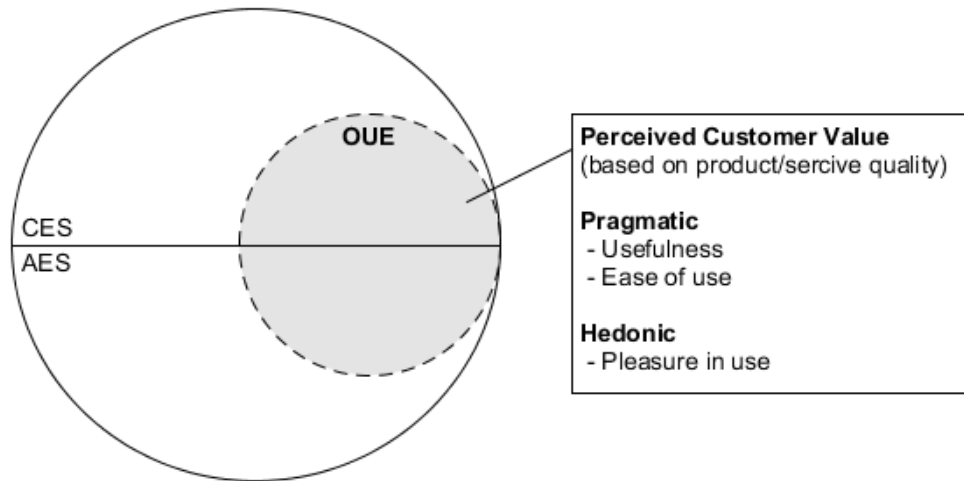 OUE
CES
AES
Perceived Customer Value
(based on product/sercive quality)
Pragmatic
- Usefulness
- Ease of use
Hedonic
- Pleasure in use